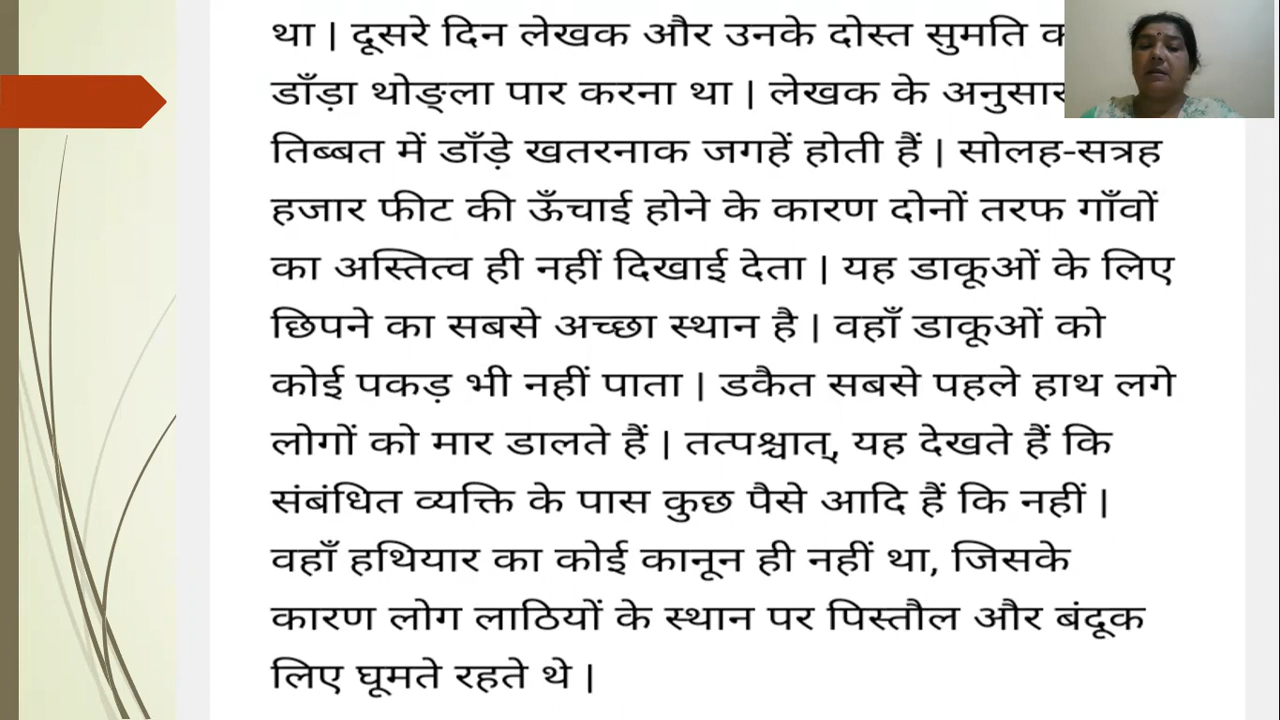 था | दूसरे दिन लेखक और उनके दोस्त सुमति
डाँड़ा थोङ्ला पार करना था | लेखक के अनुसार
तिब्बत में डाँड़े खतरनाक जगहें होती हैं | सोलह-सत्रह
हजार फीट की ऊँचाई होने के कारण दोनों तरफ गाँवों
का अस्तित्व ही नहीं दिखाई देता | यह डाकूओं के लिए
छिपने का सबसे अच्छा स्थान है | वहाँ डाकूओं को
कोई पकड़ भी नहीं पाता | डकैत सबसे पहले हाथ लगे
लोगों को मार डालते हैं | तत्पश्चात्, यह देखते हैं कि
संबंधित व्यक्ति के पास कुछ पैसे आदि हैं कि नहीं |
वहाँ हथियार का कोई कानून ही नहीं था, जिसके
कारण लोग लाठियों के स्थान पर पिस्तौल और बंदूक
लिए घूमते रहते थे |